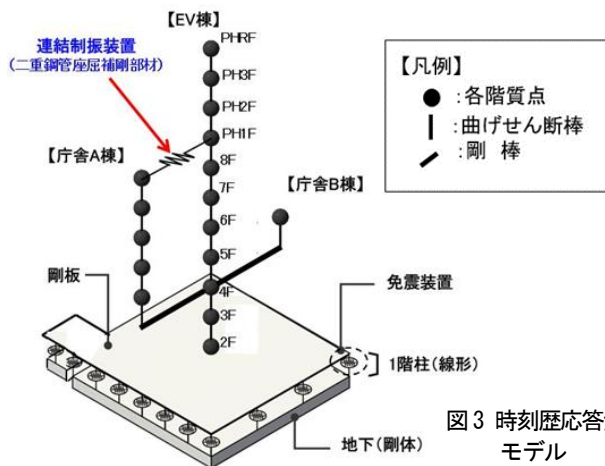 【EV棟】
連結制振装置
(二重鋼管座屈補剛部材)
PHRF
PH3F
PH2F
PH1F
8F
7F
6F
5F
4F
3F
2F
【凡例】
:各階質点
:曲げせん断棒
:剛 棒
【庁舎A棟】
【庁舎B棟】
剛板
免震装置
1階柱(線形)
地下(剛体)
図3 時刻歴応答
モデル